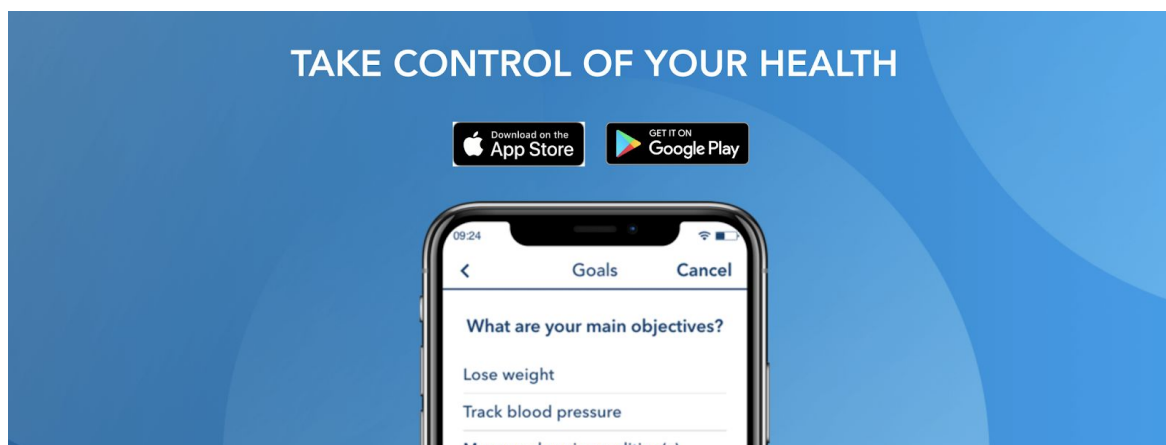 TAKE CONTROL OF YOUR HEALTH
Download on the
App Store
GET IT ON
Google Play
09:24
Goals
Cancel
What are your main objectives?
Lose weight
Track blood pressure